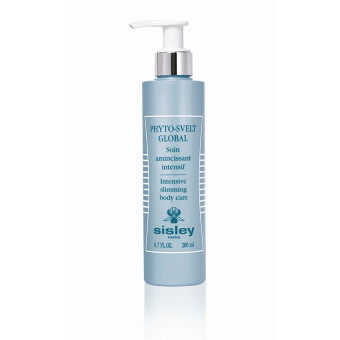 PHYTO-SVELT
GLOBAL
Soin
amincissant
intensif
Intensive
slimming
body care
sisley
PARIS
6.7 FL.OZ. 200 ml